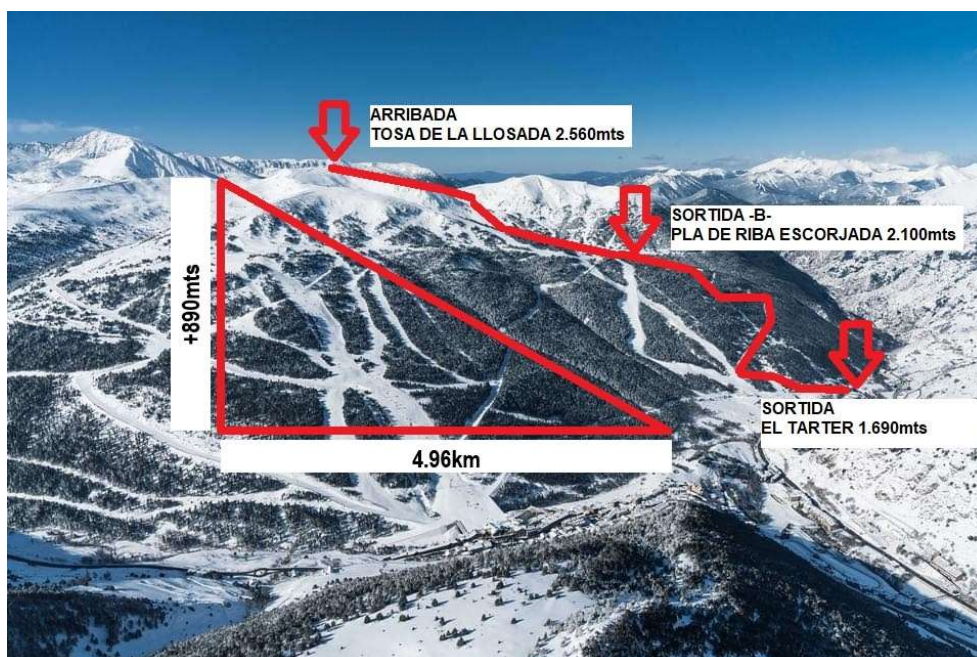 ARRIBADA
TOSA DE LA LLOSADA 2.560mts
SORTIDA -B-
PLA DE RIBA ESCORJADA 2.100mts
+890mts
SORTIDA
EL TARTER 1.690mts
4.96km